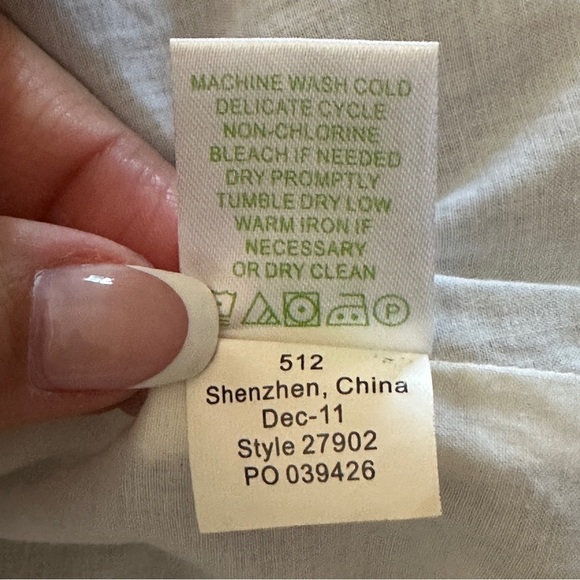 MACHINE WASH COLD
DELICATE CYCLE
NON-CHLORINE
BLEACH IF NEEDED
DRY PROMPTLY
TUMBLE DRY LOW
WARM IRON IF
NECESSARY
OR DRY CLEAN
P
512
Shenzhen, China
Dec-11
Style 27902
PO 039426